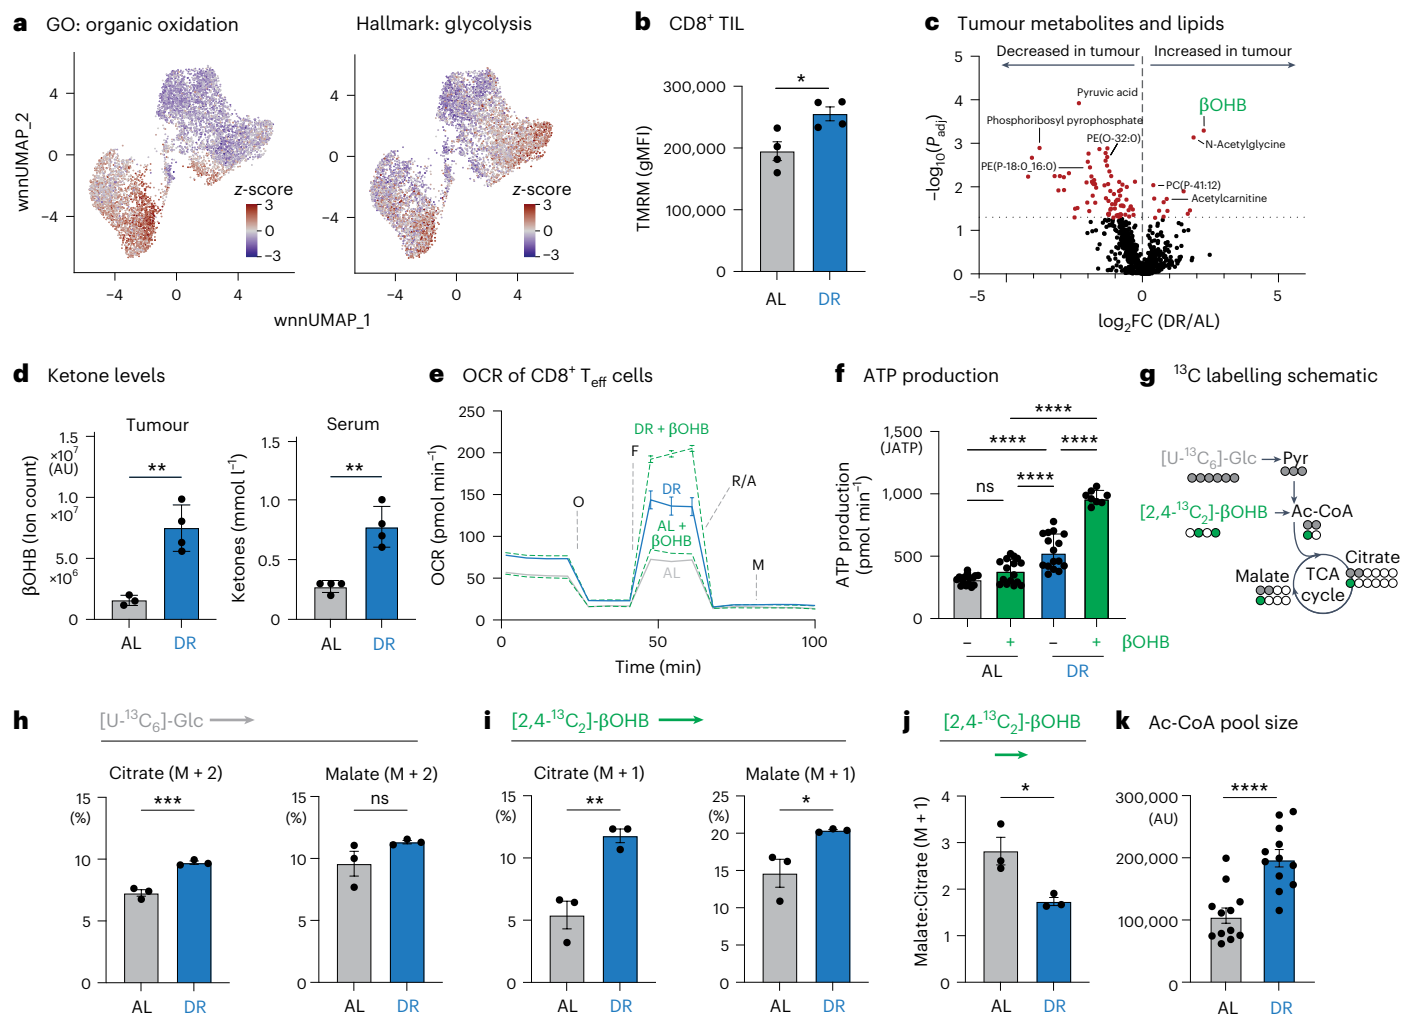 a GO: organic oxidation
Hallmark: glycolysis
wnnUMAP_2
4
0
−4
−4
0
4
z-score
3
0
−3
4
0
−4
−4
0
4
z-score
3
0
−3
wnnUMAP_1
b CD8+ TIL
TMRM (gMFI)
300,000
200,000
100,000
0
*
AL
DR
c Tumour metabolites and lipids
Decreased in tumour
Increased in tumour
−log10(Padj)
5
4
3
2
1
0
Pyruvic acid
βOHB
Phosphoribosyl pyrophosphate
N-Acetylglycine
PE(O-32:0)
PE(P-18:0_16:0)
PC(P-41:12)
Acetylcarnitine
−5
0
5
log2FC (DR/AL)
d Ketone levels
Tumour
βOHB (Ion count)
1.5
×10⁷
(AU)
1.0
×10⁷
5.0
×10⁶
0
**
AL
DR
Serum
Ketones (mmol l−1)
1.5
1.0
0.5
0
**
AL
DR
e OCR of CD8+ Teff cells
OCR (pmol min−1)
250
200
150
100
50
0
O
F
DR + βOHB
DR
AL +
βOHB
AL
R/A
M
0
50
100
Time (min)
f ATP production
ATP production
(pmol min−1)
1,500
(JATP)
1,000
500
0
****
****
****
ns
****
−
+
−
+
βOHB
AL
DR
g 13C labelling schematic
[U-13C6]-Glc
Pyr
[2,4-13C2]-βOHB
Ac-CoA
Citrate
Malate
TCA
cycle
h [U-13C6]-Glc
Citrate (M + 2)
15
(%)
10
5
0
***
AL
DR
Malate (M + 2)
15
(%)
10
5
0
ns
AL
DR
i [2,4-13C2]-βOHB
Citrate (M + 1)
15
(%)
10
5
0
**
AL
DR
Malate (M + 1)
25
(%)
20
15
10
5
0
*
AL
DR
j [2,4-13C2]-βOHB
Malate:Citrate (M + 1)
4
3
2
1
0
*
AL
DR
k Ac-CoA pool size
300,000
(AU)
200,000
100,000
0
****
AL
DR